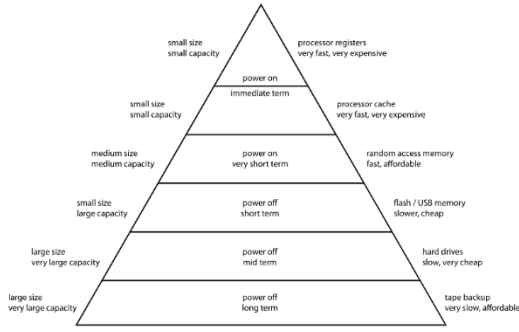 small size
small capacity
processor registers
very fast, very expensive
power on
immediate term
small size
small capacity
processor cache
very fast, very expensive
medium size
medium capacity
power on
very short term
random access memory
fast, affordable
small size
large capacity
power off
short term
flash / USB memory
slower, cheap
large size
very large capacity
power off
mid term
hard drives
slow, very cheap
large size
very large capacity
power off
long term
tape backup
very slow, affordable